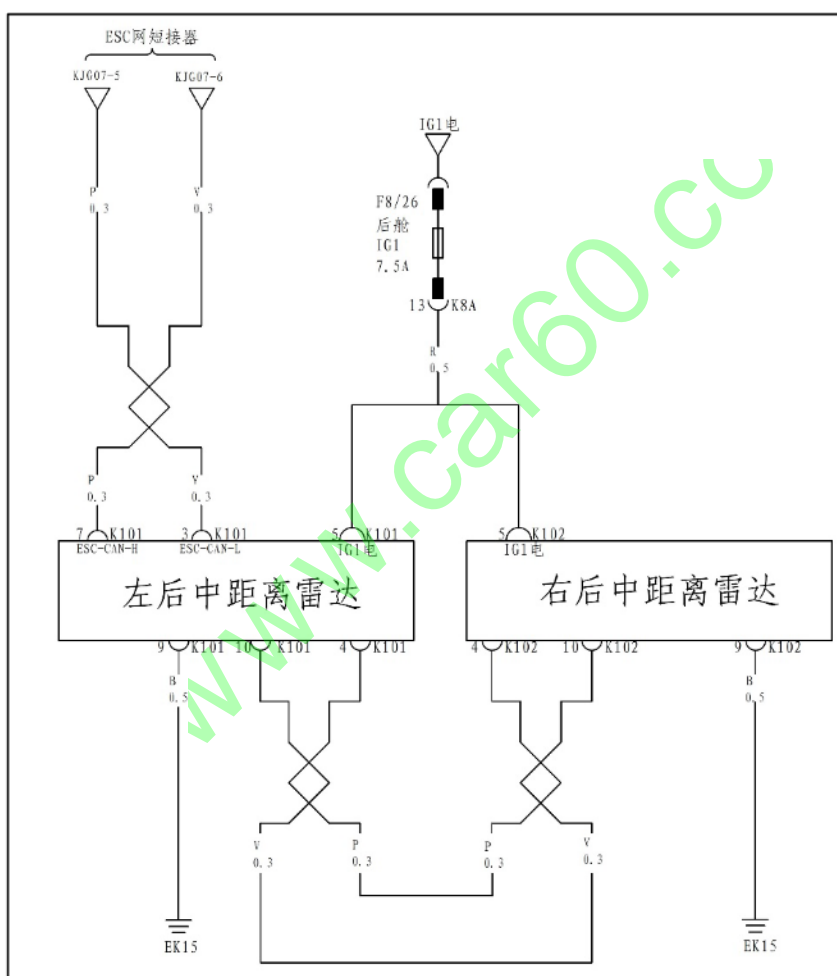 ESC网短接器
KJG07-5
KJG07-6
IG1电
P
0.3
V
0.3
F8/26
后舱
IG1
7.5A
13
K8A
R
0.5
P
0.3
V
0.3
7
K101
3
K101
5
K101
5
K102
ESC-CAN-H
ESC-CAN-L
IG1电
IG1电
左后中距离雷达
右后中距离雷达
9
K101
10
K101
4
K101
4
K102
10
K102
9
K102
B
0.5
B
0.5
V
0.3
P
0.3
P
0.3
V
0.3
EK15
EK15
www.car60.co